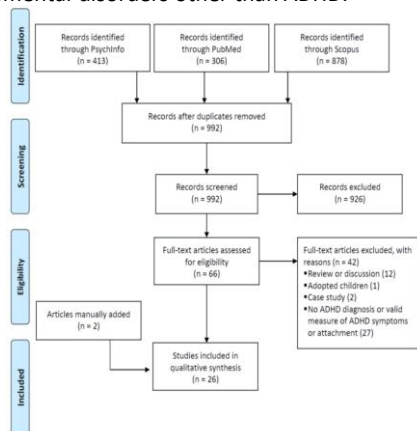 mental disorders other than ADHD.
Identification
Records identified
through PsychInfo
(n = 413)
Records identified
through PubMed
(n = 306)
Records identified
through Scopus
(n = 878)
Records after duplicates removed
(n = 992)
Screening
Records screened
(n = 992)
Records excluded
(n = 926)
Eligibility
Full-text articles assessed
for eligibility
(n = 66)
Full-text articles excluded, with
reasons (n = 42)
▪Review or discussion (12)
▪Adopted children (1)
▪Case study (2)
▪No ADHD diagnosis or valid
measure of ADHD symptoms
or attachment (27)
Articles manually added
(n = 2)
Included
Studies included in
qualitative synthesis
(n = 26)